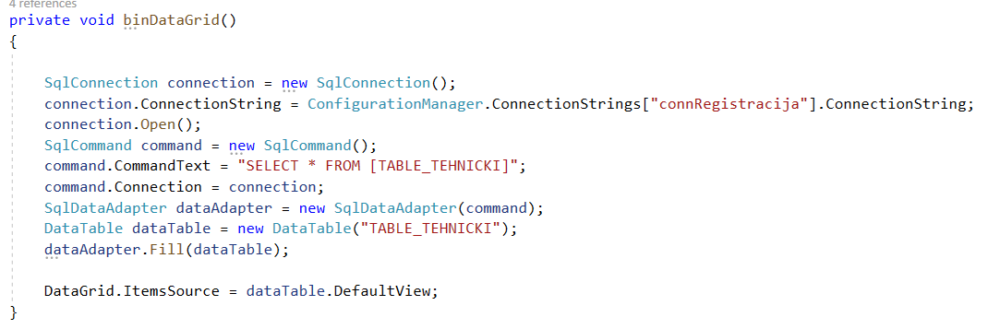 4 references
private void binDataGrid()
{
SqlConnection connection = new SqlConnection();
connection.ConnectionString = ConfigurationManager.ConnectionStrings["connRegistracija"].ConnectionString;
connection.Open();
SqlCommand command = new SqlCommand();
command.CommandText = "SELECT * FROM [TABLE_TEHNICKI]";
command.Connection = connection;
SqlDataAdapter dataAdapter = new SqlDataAdapter(command);
DataTable dataTable = new DataTable("TABLE_TEHNICKI");
dataAdapter.Fill(dataTable);
DataGrid.ItemsSource = dataTable.DefaultView;
}